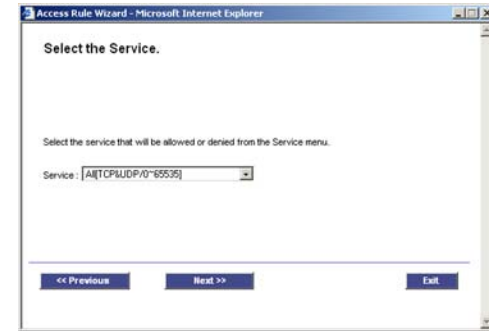 Access Rule Wizard - Microsoft Internet Explorer
Select the Service.
Select the service that will be allowed or denied from the Service menu.
Service : All[TCP&UDP/0~65535]
<< Previous Next >> Exit